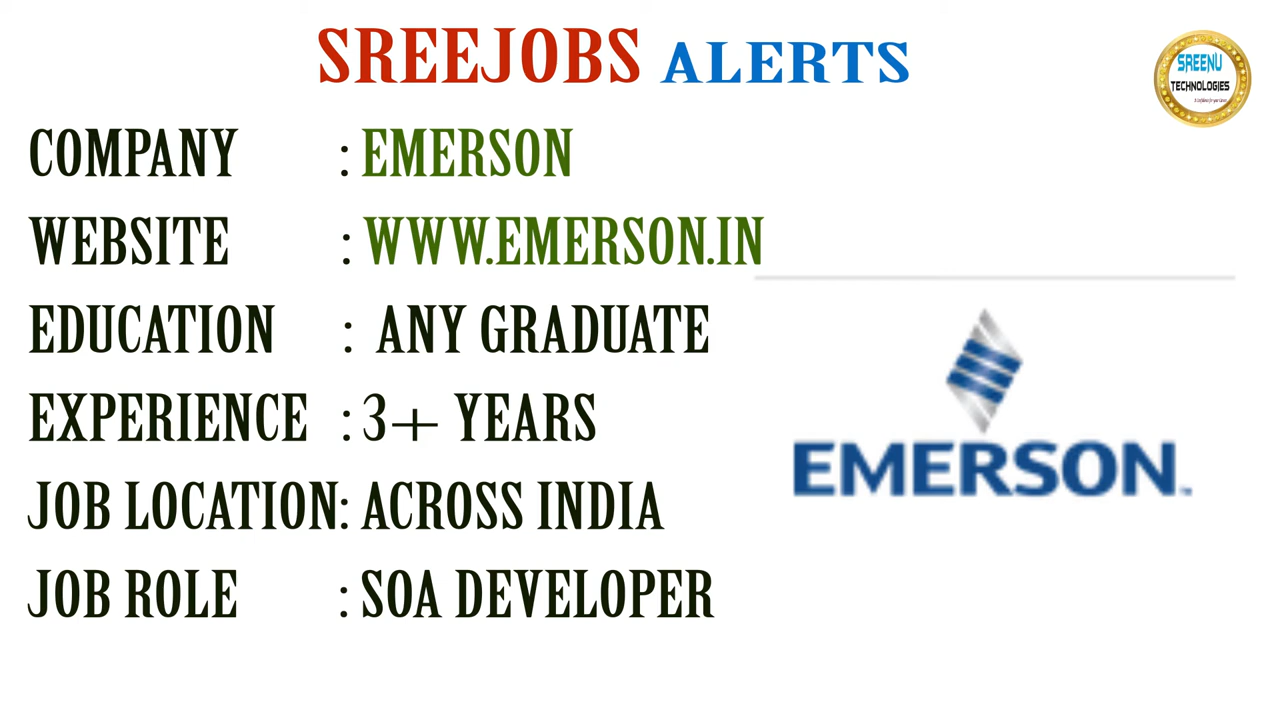 SREEJOBS ALERTS
SREENU
TECHNOLOGIES
COMPANY : EMERSON
WEBSITE : WWW.EMERSON.IN
EDUCATION : ANY GRADUATE
EXPERIENCE : 3+ YEARS
EMERSON
JOB LOCATION: ACROSS INDIA
JOB ROLE : SOA DEVELOPER